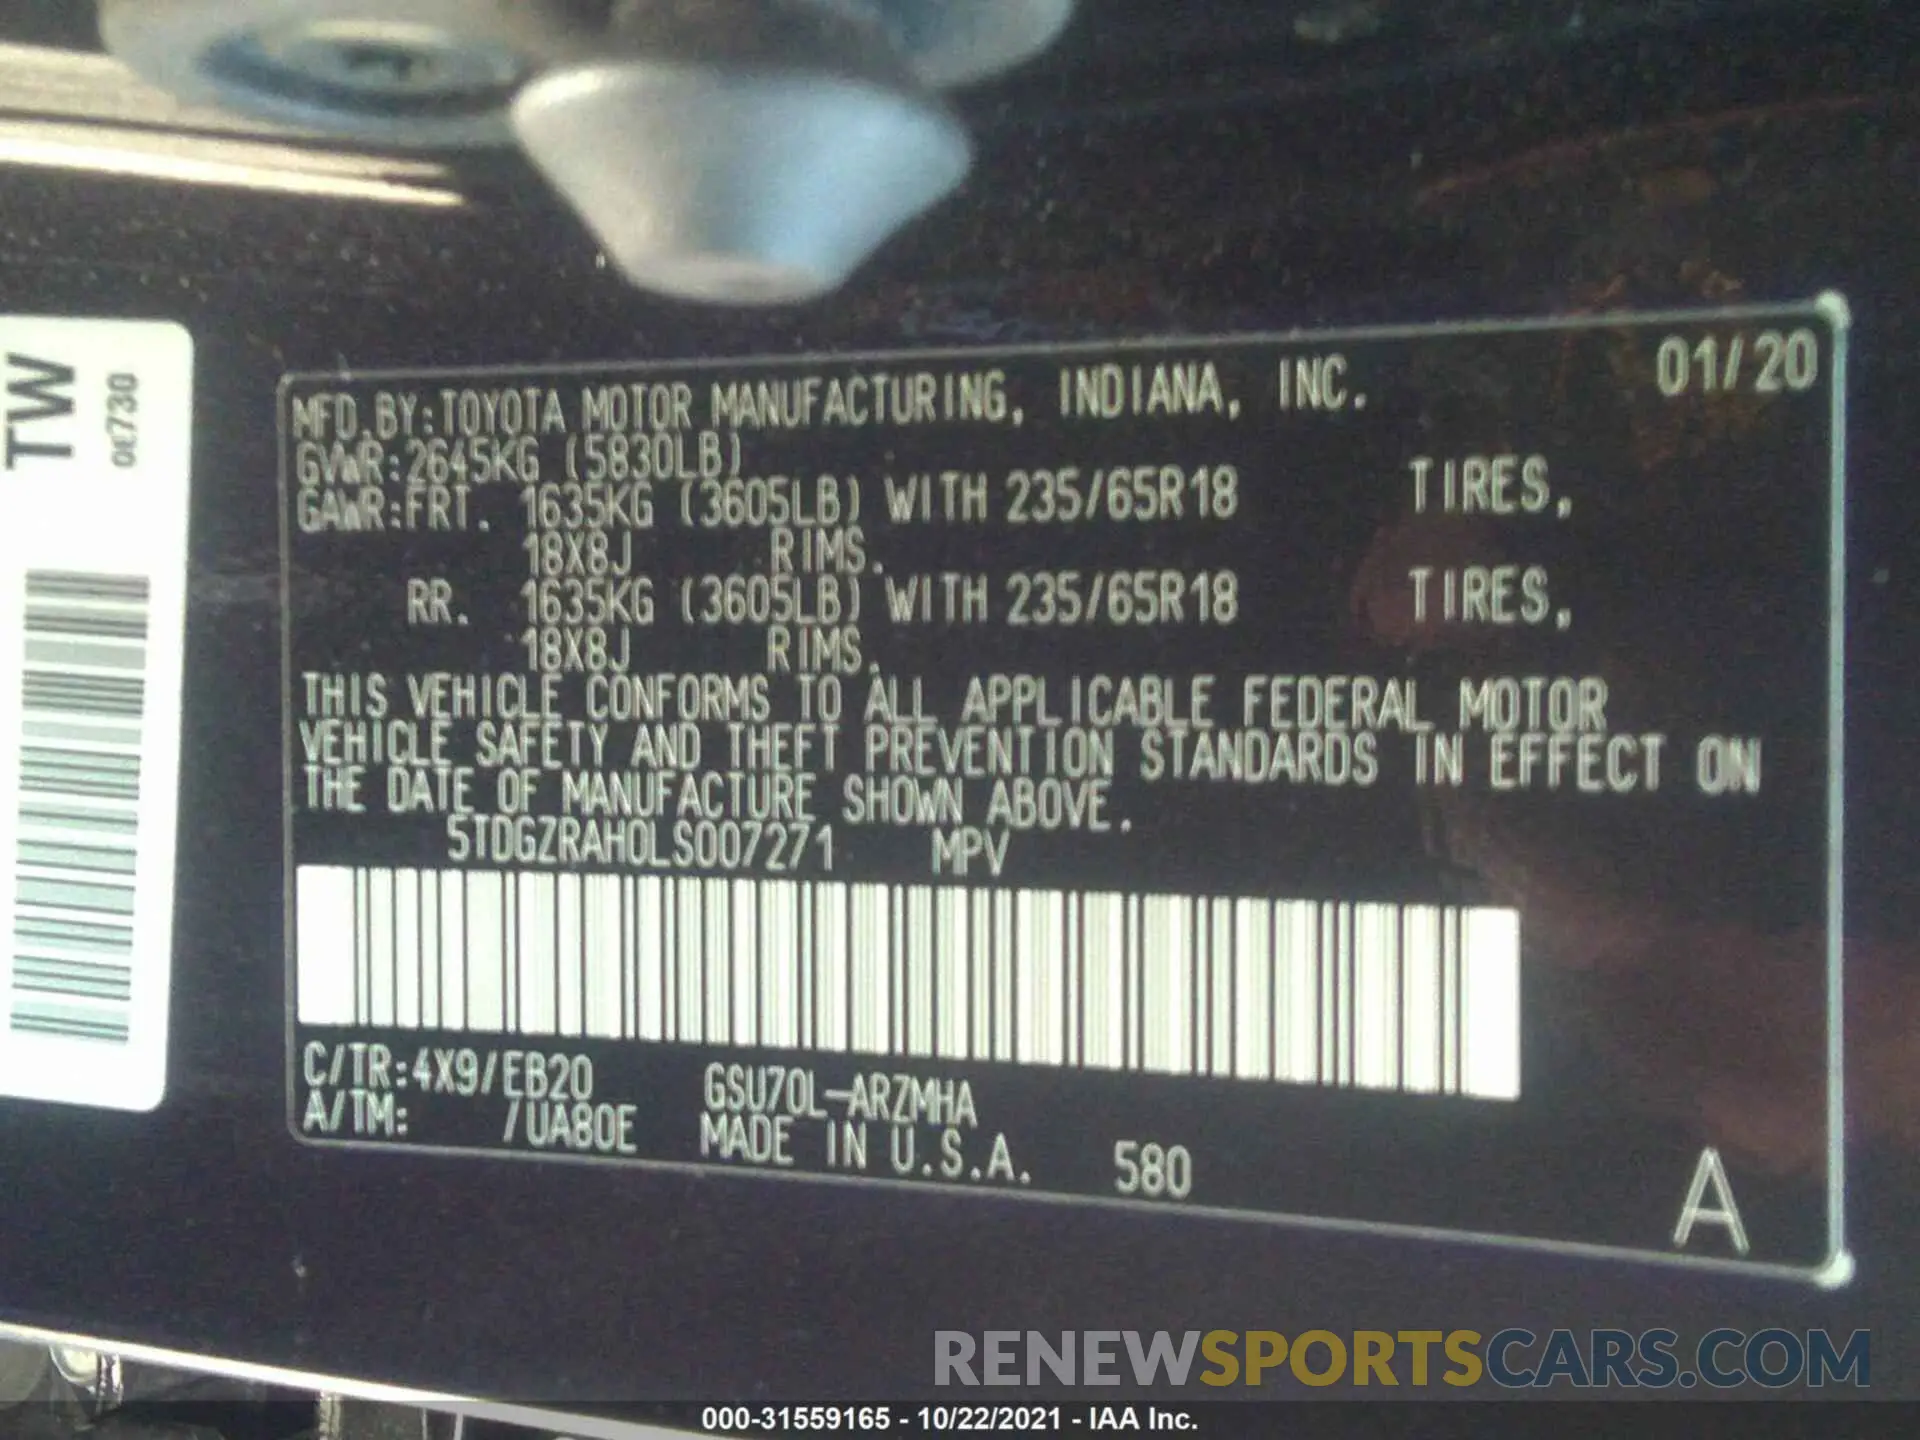 TW
0E730
01/20
MFD.BY:TOYOTA MOTOR MANUFACTURING, INDIANA, INC.
GVWR:2645KG (5830LB)
GAWR:FRT. 1635KG (3605LB) WITH 235/65R18 TIRES,
18X8J RIMS.
RR. 1635KG (3605LB) WITH 235/65R18 TIRES,
18X8J RIMS.
THIS VEHICLE CONFORMS TO ALL APPLICABLE FEDERAL MOTOR
VEHICLE SAFETY AND THEFT PREVENTION STANDARDS IN EFFECT ON
THE DATE OF MANUFACTURE SHOWN ABOVE.
5TDGZRAH0LS007271 MPV
C/TR:4X9/EB20 GSU70L-ARZMHA
A/TM: /UA80E MADE IN U.S.A. 580
A
RENEWSPORTSCARS.COM
000-31559165 - 10/22/2021 - IAA Inc.